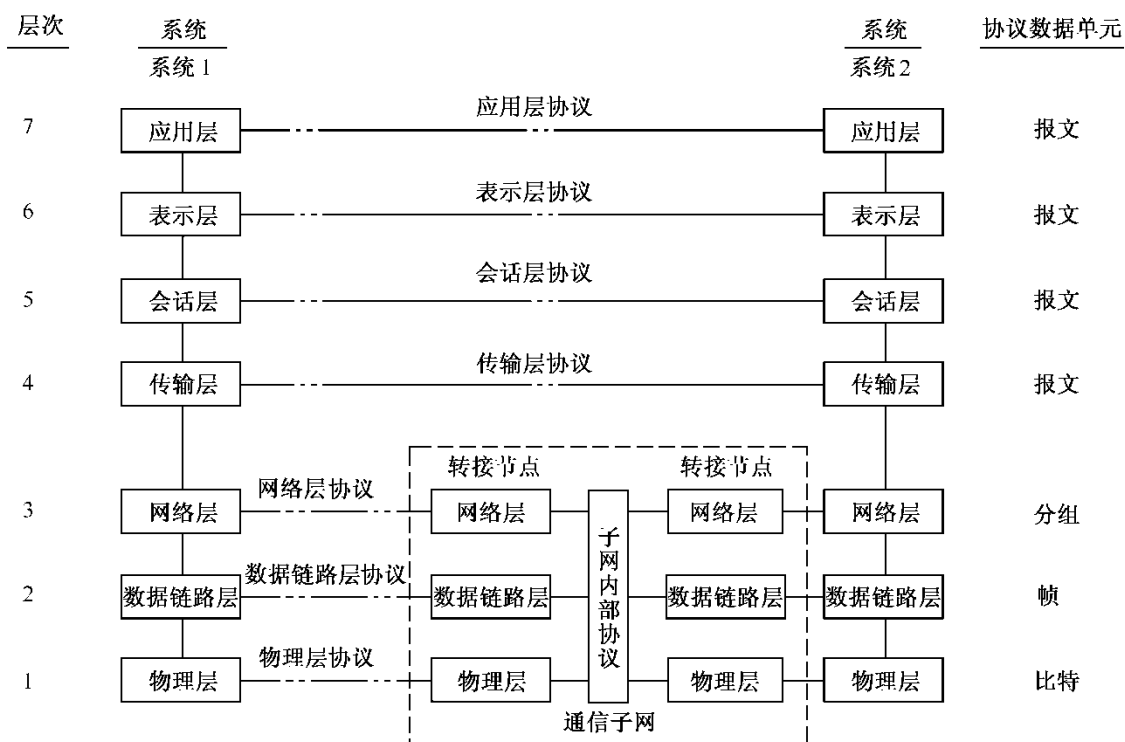 层次 系统 系统 协议数据单元
系统1 系统2
应用层协议
7 应用层 应用层 报文
表示层协议
6 表示层 表示层 报文
会话层协议
5 会话层 会话层 报文
传输层协议
4 传输层 传输层 报文
转接节点 转接节点
网络层协议
3 网络层 网络层 网络层 网络层 分组
数据链路层协议
2 数据链路层 数据链路层 数据链路层 数据链路层 帧
子网内部协议
物理层协议
1 物理层 物理层 物理层 物理层 比特
通信子网